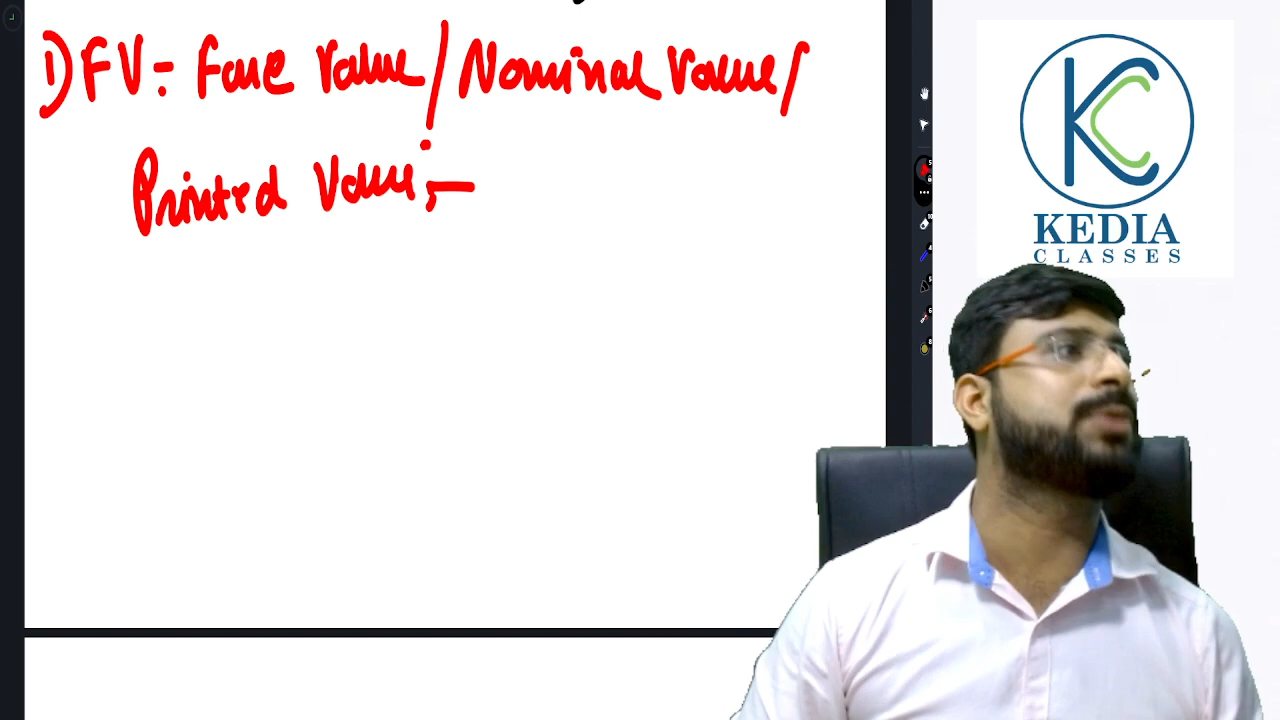 1) FV:- Face Value/Nominal Value/
Printed Value:-
KEDIA
CLASSES